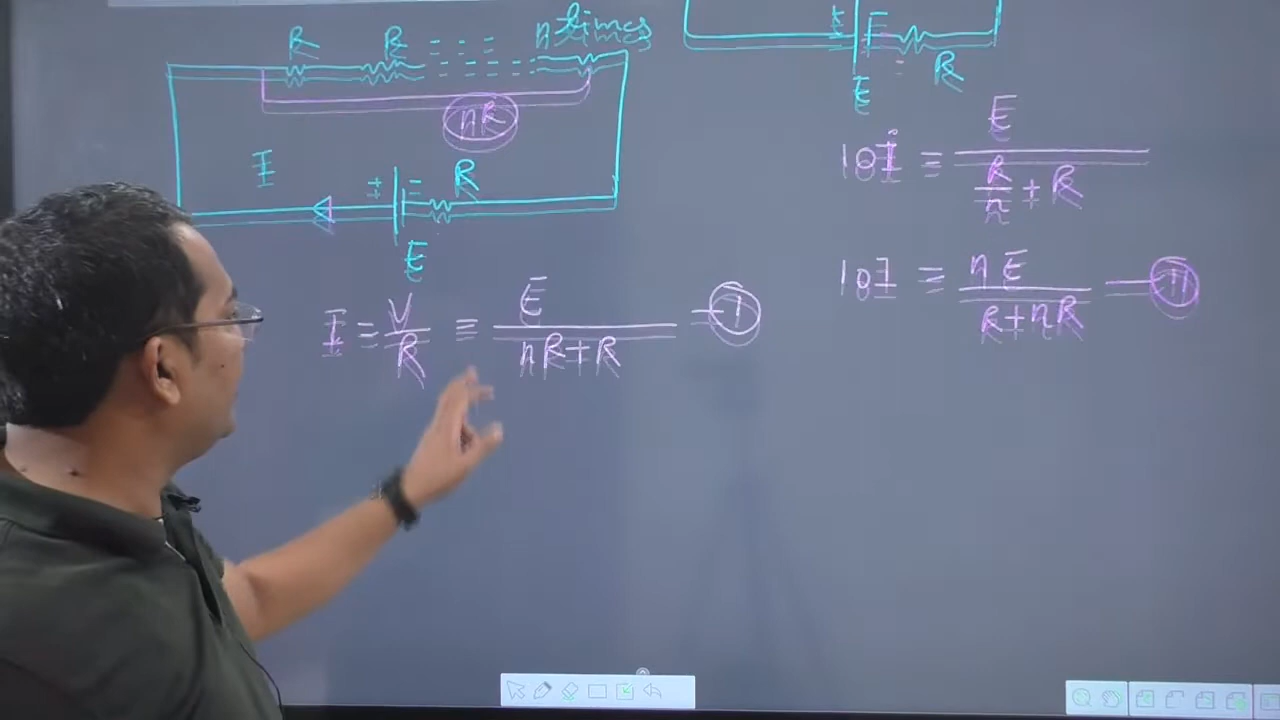 R R n times
nR
I + - R
E
I = V/R = E/(nR+R) — I
+ -
E R
10I = E/(R/n + R)
10I = nE/(R+nR) — II